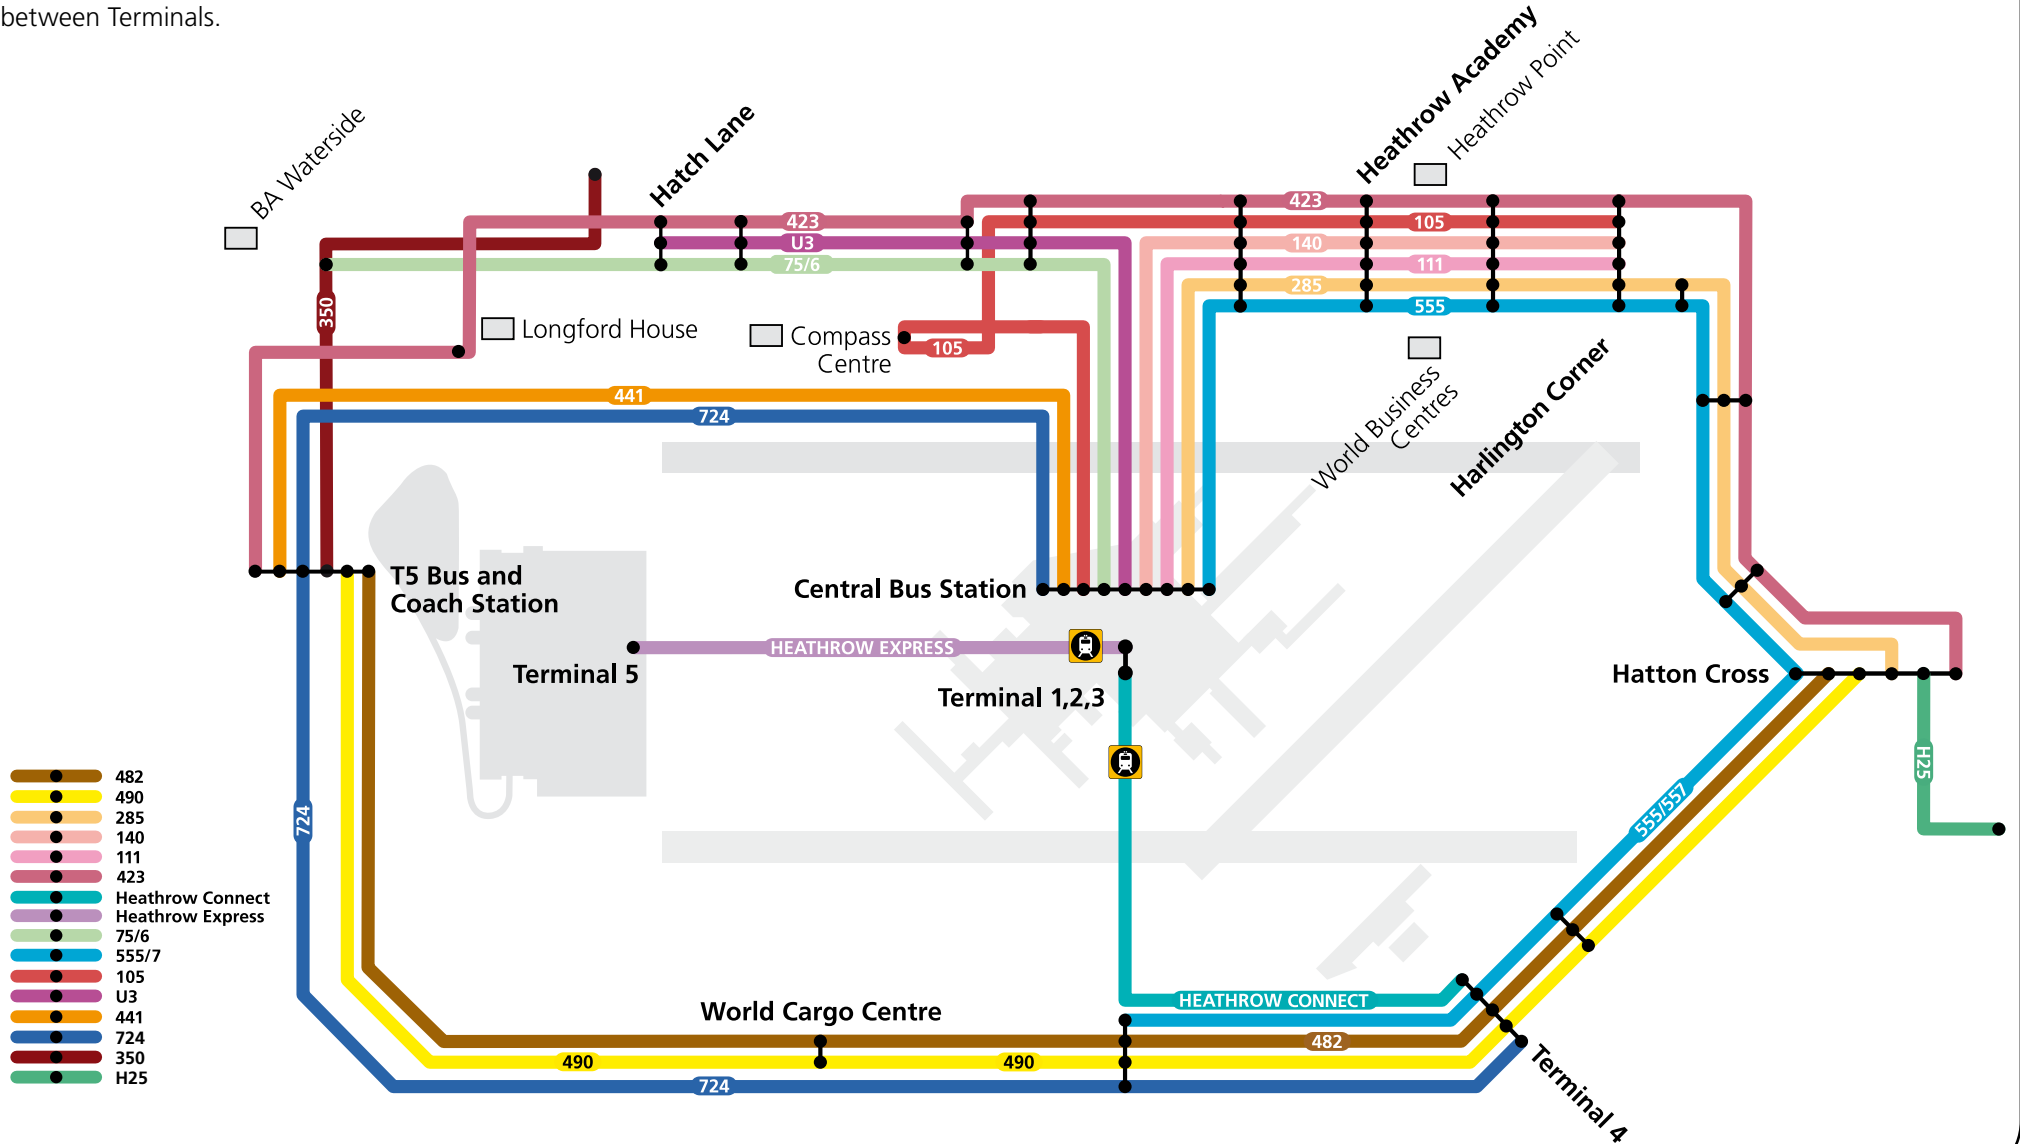 between Terminals.
BA Waterside
Hatch Lane
Heathrow Academy
Heathrow Point
423
423
U3
75/6
105
140
111
285
555
350
Longford House
Compass
Centre
105
441
724
World Business
Centres
Harlington Corner
T5 Bus and
Coach Station
Central Bus Station
HEATHROW EXPRESS
Terminal 5
Terminal 1,2,3
Hatton Cross
H25
555/557
724
482
490
285
140
111
423
Heathrow Connect
Heathrow Express
75/6
555/7
105
U3
441
724
350
H25
World Cargo Centre
HEATHROW CONNECT
482
490
490
724
Terminal 4